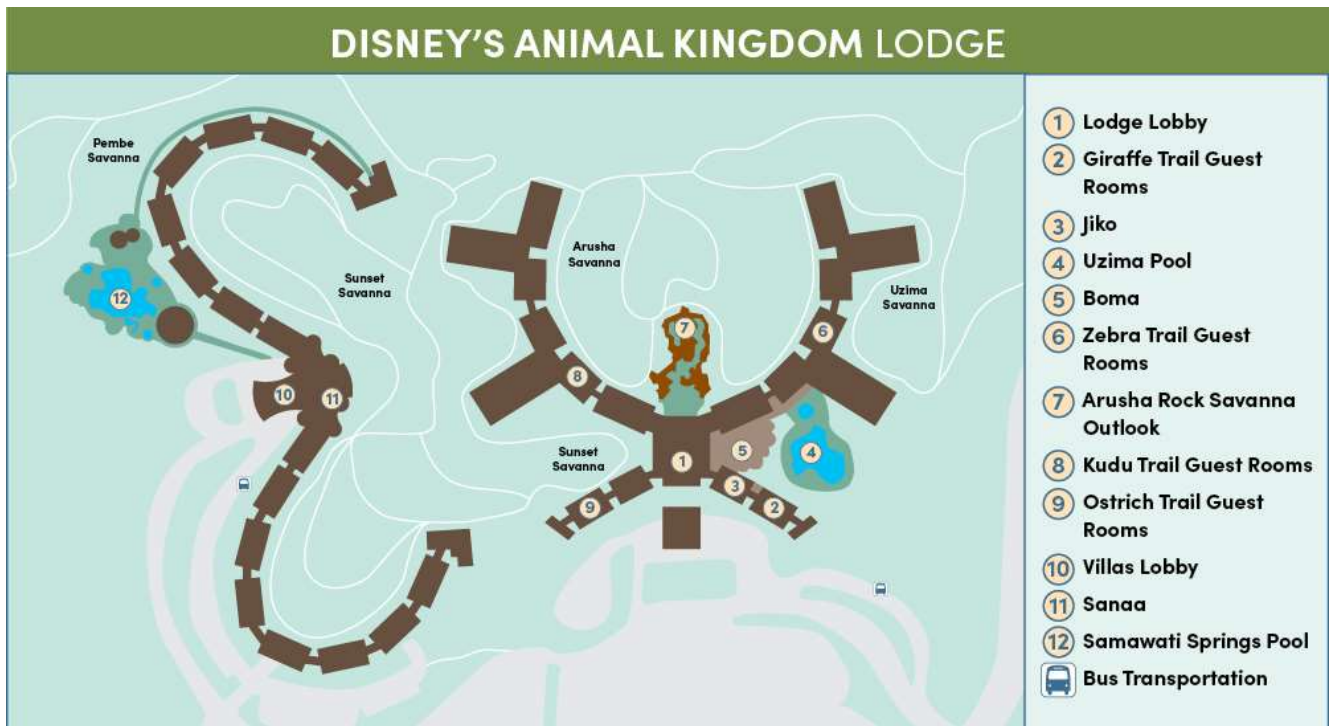 DISNEY'S ANIMAL KINGDOM LODGE
Pembe
Savanna
Sunset
Savanna
Arusha
Savanna
Uzima
Savanna
Sunset
Savanna
12
10
11
7
6
8
5
4
1
3
2
9
1 Lodge Lobby
2 Giraffe Trail Guest
Rooms
3 Jiko
4 Uzima Pool
5 Boma
6 Zebra Trail Guest
Rooms
7 Arusha Rock Savanna
Outlook
8 Kudu Trail Guest Rooms
9 Ostrich Trail Guest
Rooms
10 Villas Lobby
11 Sanaa
12 Samawati Springs Pool
Bus Transportation